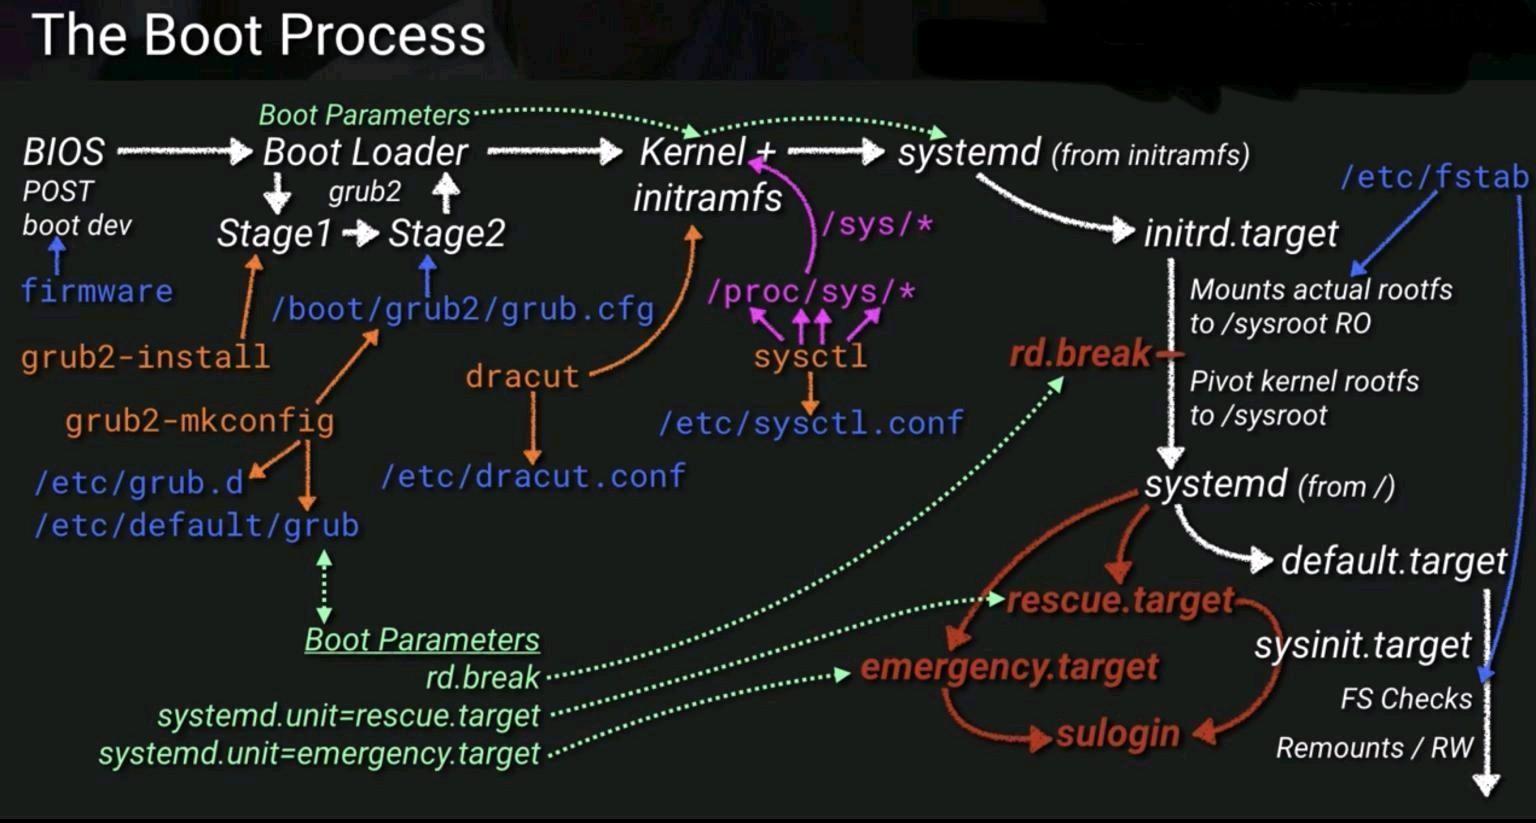 The Boot Process
Boot Parameters
BIOS
Boot Loader
Kernel +
initramfs
systemd (from initramfs)
POST
boot dev
grub2
Stage1
Stage2
firmware
/boot/grub2/grub.cfg
grub2-install
grub2-mkconfig
/etc/grub.d
/etc/default/grub
dracut
/etc/dracut.conf
/sys/*
/proc/sys/*
sysctl
/etc/sysctl.conf
/etc/fstab
initrd.target
Mounts actual rootfs
to /sysroot RO
rd.break
Pivot kernel rootfs
to /sysroot
systemd (from /)
default.target
rescue.target
sysinit.target
emergency.target
FS Checks
sulogin
Remounts / RW
Boot Parameters
rd.break
systemd.unit=rescue.target
systemd.unit=emergency.target